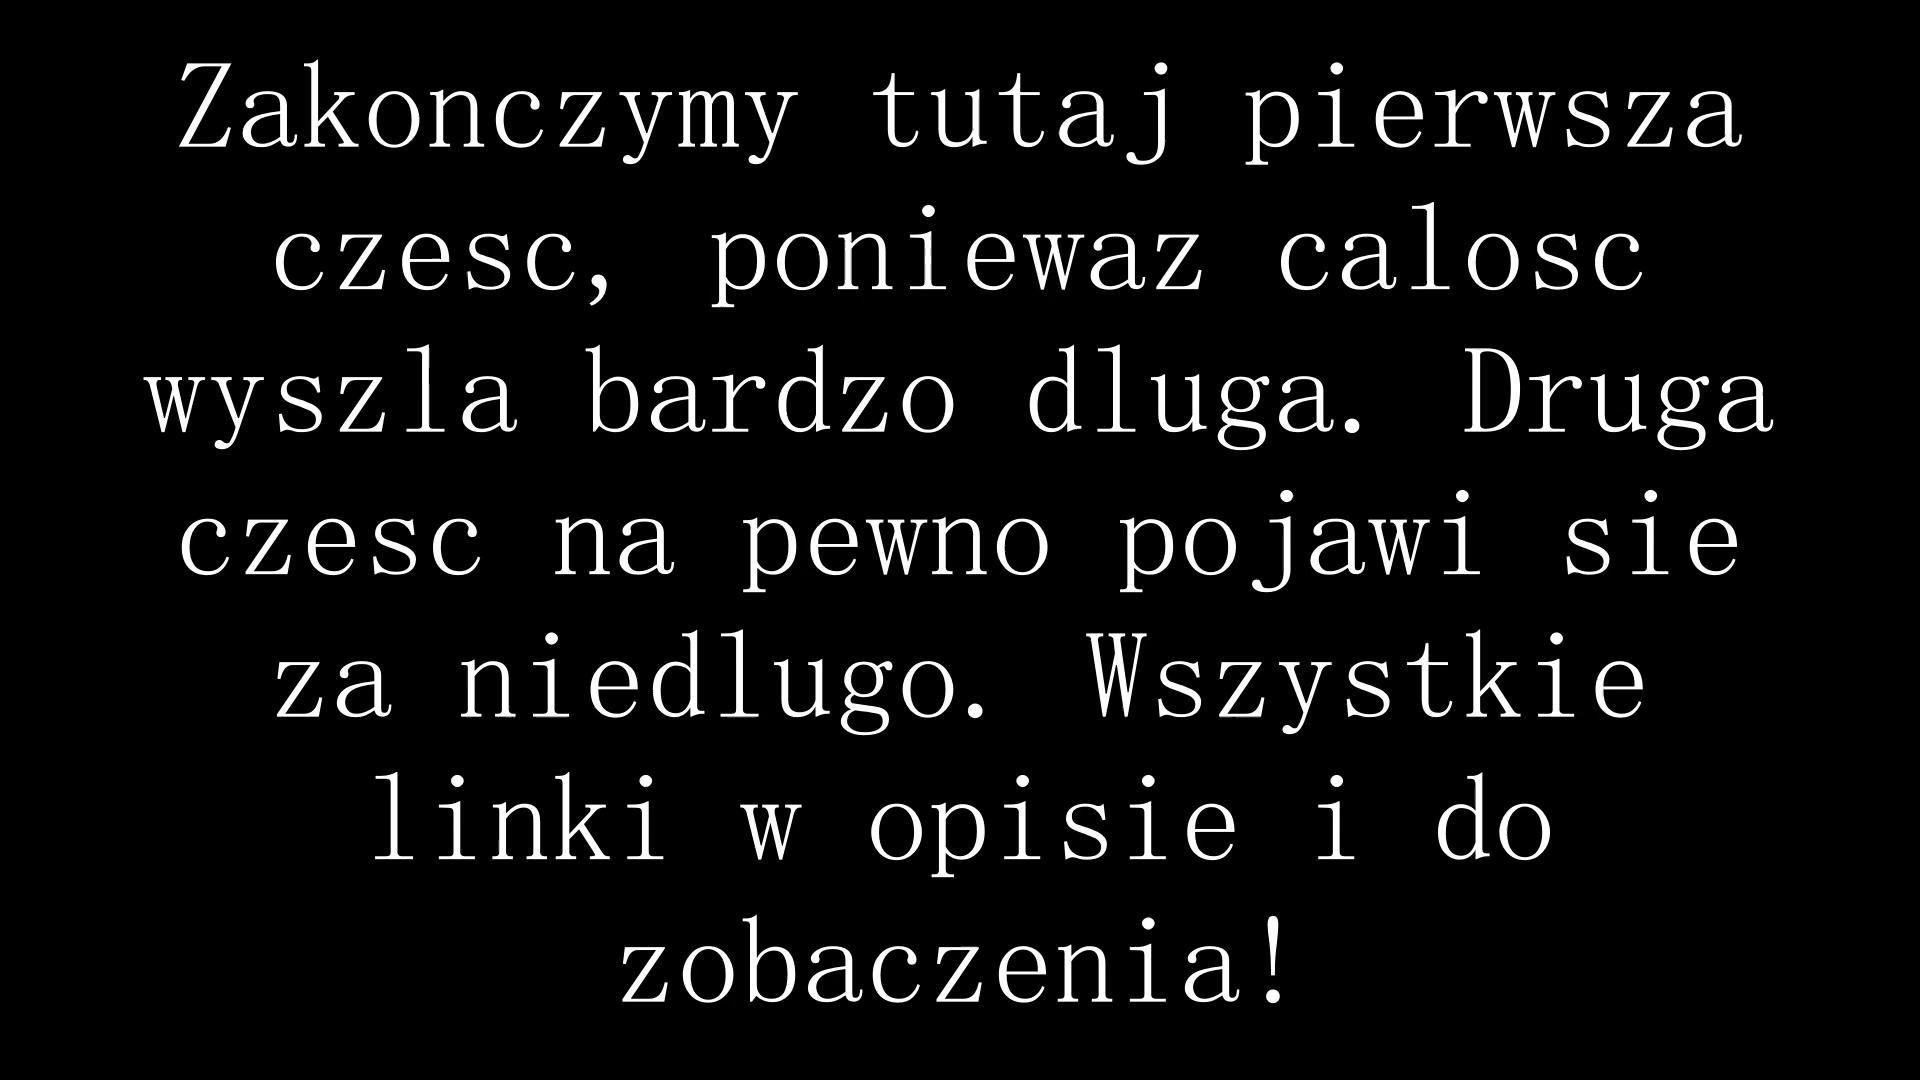 Zakonczymy tutaj pierwsza
czesc, poniewaz calosc
wyszla bardzo dluga. Druga
czesc na pewno pojawi sie
za niedlugo. Wszystkie
linki w opisie i do
zobaczenia!